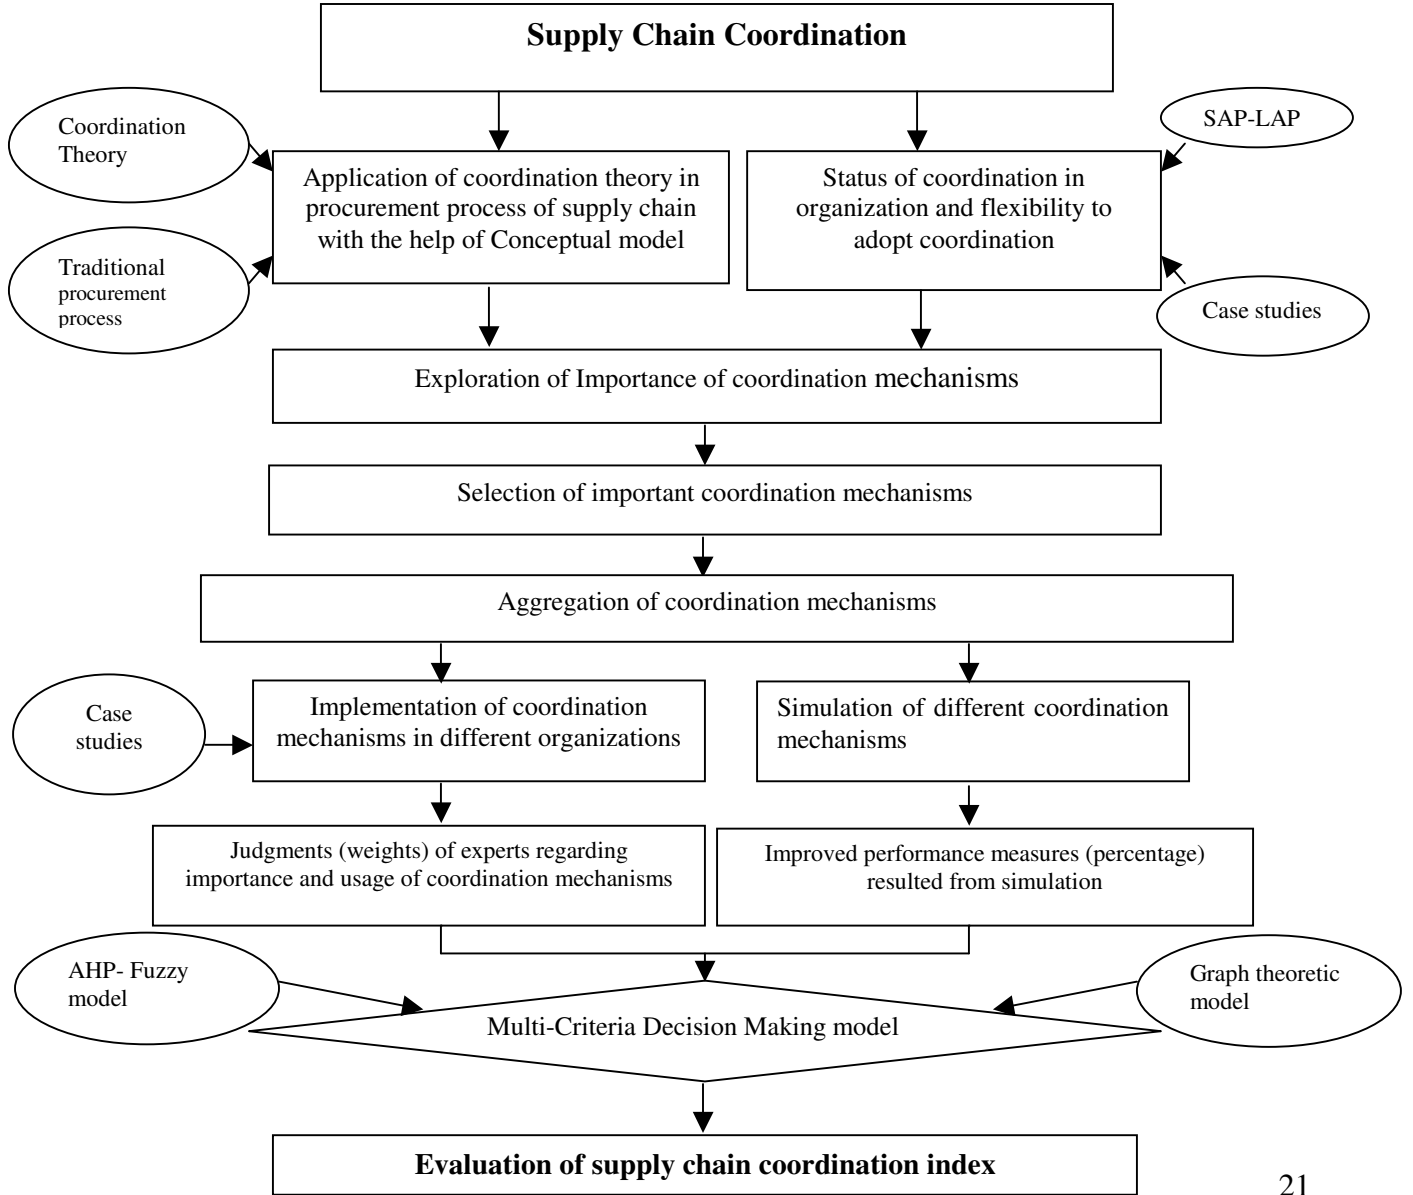 Supply Chain Coordination
Coordination
Theory
SAP-LAP
Application of coordination theory in
procurement process of supply chain
with the help of Conceptual model
Status of coordination in
organization and flexibility to
adopt coordination
Traditional
procurement
process
Case studies
Exploration of Importance of coordination mechanisms
Selection of important coordination mechanisms
Aggregation of coordination mechanisms
Case
studies
Implementation of coordination
mechanisms in different organizations
Simulation of different coordination
mechanisms
Judgments (weights) of experts regarding
importance and usage of coordination mechanisms
Improved performance measures (percentage)
resulted from simulation
AHP- Fuzzy
model
Graph theoretic
model
Multi-Criteria Decision Making model
Evaluation of supply chain coordination index
21